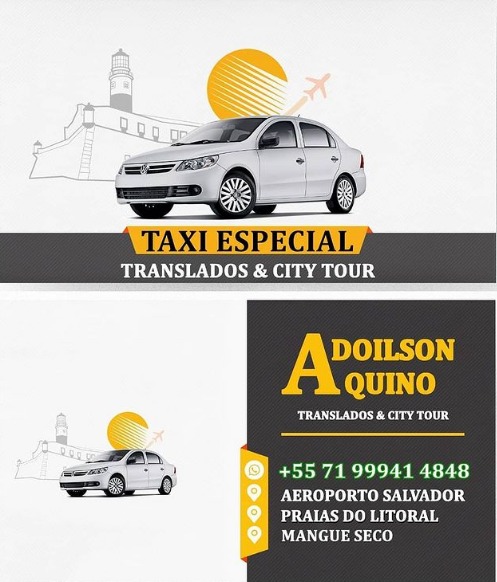 TAXI ESPECIAL
TRANSLADOS & CITY TOUR
ADOILSON
AQUINO
TRANSLADOS & CITY TOUR
+55 71 99941 4848
AEROPORTO SALVADOR
PRAIAS DO LITORAL
MANGUE SECO